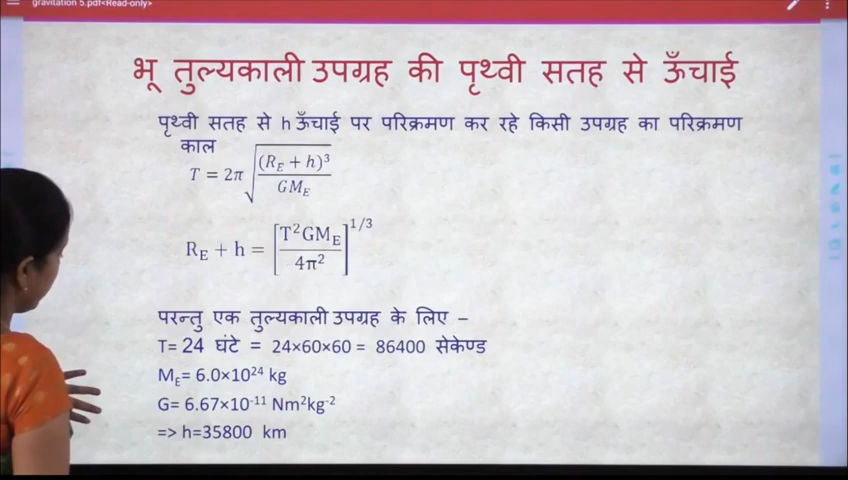 gravitation 5.pdf<Read-only>
भू तुल्यकाली उपग्रह की पृथ्वी सतह से ऊँचाई
पृथ्वी सतह से h ऊँचाई पर परिक्रमण कर रहे किसी उपग्रह का परिक्रमण
काल
T = 2π √((R_E + h)³ / GM_E)
R_E + h = [T²GM_E / 4π²]^1/3
परन्तु एक तुल्यकाली उपग्रह के लिए –
T= 24 घंटे = 24×60×60 = 86400 सेकेण्ड
M_E= 6.0×10²⁴ kg
G= 6.67×10⁻¹¹ Nm²kg⁻²
=> h=35800 km